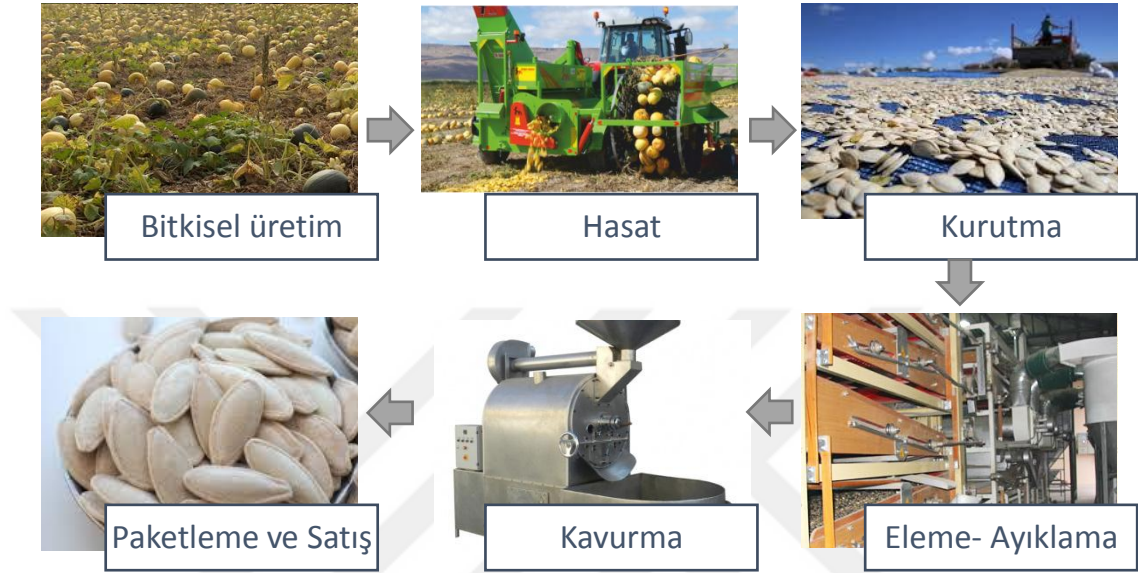 Bitkisel üretim
Hasat
Kurutma
Eleme- Ayıklama
Kavurma
Paketleme ve Satış